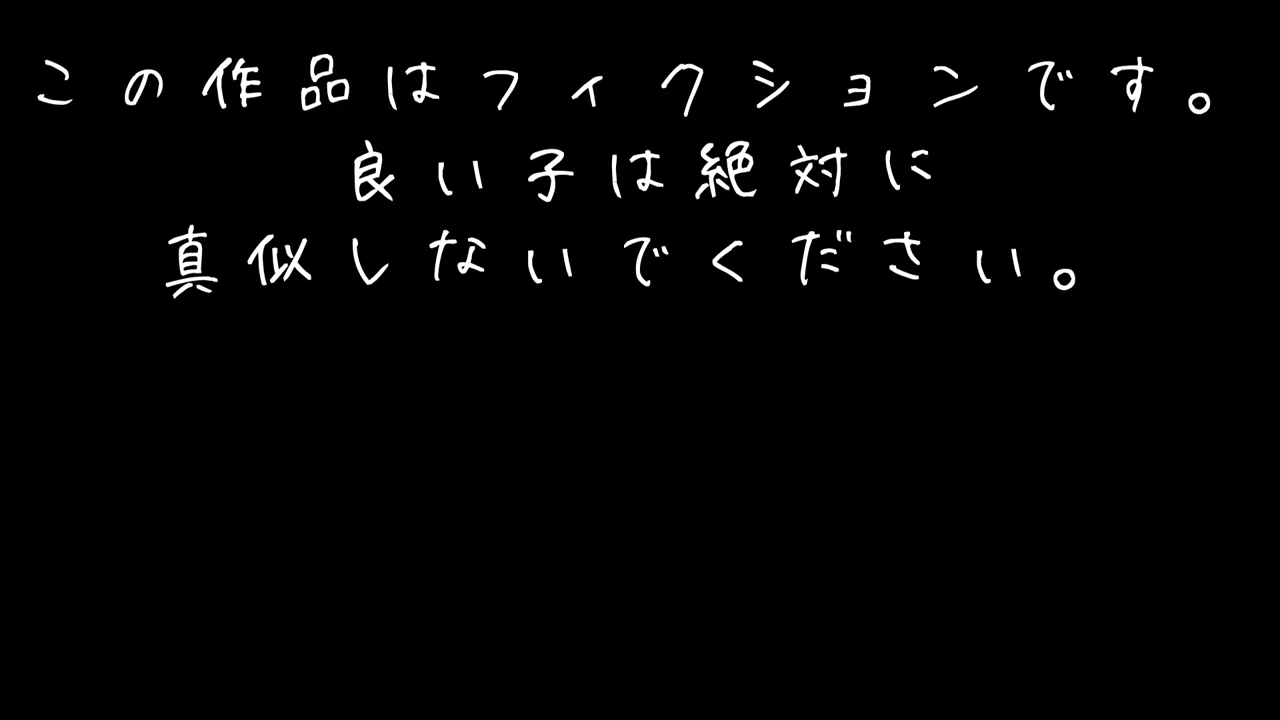 この作品はフィクションです。
良い子は絶対に
真似しないでください。